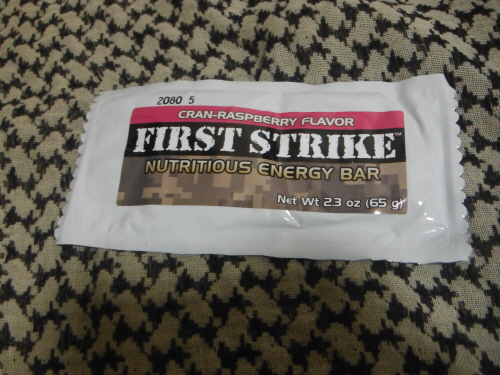 2080 5
CRAN-RASPBERRY FLAVOR
FIRST STRIKE™
NUTRITIOUS ENERGY BAR
Net Wt 2.3 oz (65 g)